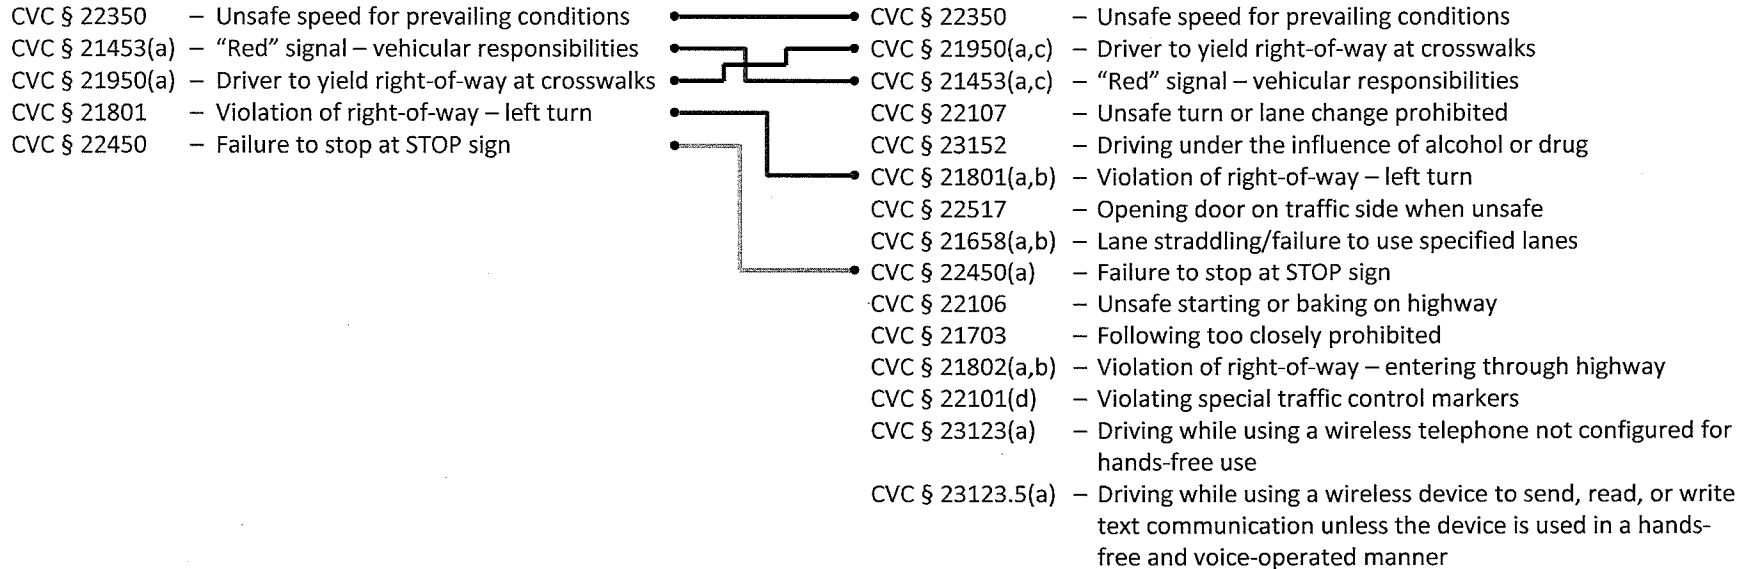 CVC § 22350 – Unsafe speed for prevailing conditions
CVC § 21453(a) – “Red” signal – vehicular responsibilities
CVC § 21950(a) – Driver to yield right-of-way at crosswalks
CVC § 21801 – Violation of right-of-way – left turn
CVC § 22450 – Failure to stop at STOP sign
CVC § 22350 – Unsafe speed for prevailing conditions
CVC § 21950(a,c) – Driver to yield right-of-way at crosswalks
CVC § 21453(a,c) – “Red” signal – vehicular responsibilities
CVC § 22107 – Unsafe turn or lane change prohibited
CVC § 23152 – Driving under the influence of alcohol or drug
CVC § 21801(a,b) – Violation of right-of-way – left turn
CVC § 22517 – Opening door on traffic side when unsafe
CVC § 21658(a,b) – Lane straddling/failure to use specified lanes
CVC § 22450(a) – Failure to stop at STOP sign
CVC § 22106 – Unsafe starting or baking on highway
CVC § 21703 – Following too closely prohibited
CVC § 21802(a,b) – Violation of right-of-way – entering through highway
CVC § 22101(d) – Violating special traffic control markers
CVC § 23123(a) – Driving while using a wireless telephone not configured for
hands-free use
CVC § 23123.5(a) – Driving while using a wireless device to send, read, or write
text communication unless the device is used in a hands-
free and voice-operated manner